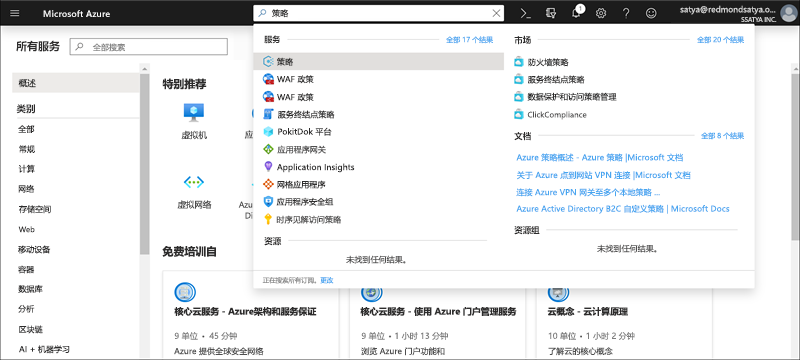 Microsoft Azure
策略
1
satya@redmondsatya.o...
SSATYA INC.
所有服务
全部搜索
概述
类别
全部
常规
计算
网络
存储空间
Web
移动设备
容器
数据库
分析
区块链
AI + 机器学习
特别推荐
虚拟机
虚拟网络
免费培训自
服务
全部 17 个结果
策略
WAF 政策
WAF 政策
服务终结点策略
PokitDok 平台
应用程序网关
Application Insights
网格应用程序
应用程序安全组
时序见解访问策略
资源
未找到任何结果。
市场
全部 20 个结果
防火墙策略
服务终结点策略
数据保护和访问策略管理
ClickCompliance
文档
全部 8 个结果
Azure 策略概述 - Azure 策略 |Microsoft 文档
关于 Azure 点到网站 VPN 连接 |Microsoft 文档
连接 Azure VPN 网关至多个本地策略 ...
Azure Active Directory B2C 自定义策略 | Microsoft Docs
资源组
未找到任何结果。
正在搜索所有订阅。更改
核心云服务 - Azure架构和服务保证
9 单位 • 45 分钟
Azure 提供全球安全网络
核心云服务 - 使用 Azure 门户管理服务
9 单位 • 1 小时 13 分钟
浏览 Azure 门户功能和
云概念 - 云计算原理
10 单位 • 1 小时 2 分钟
了解云的核心概念